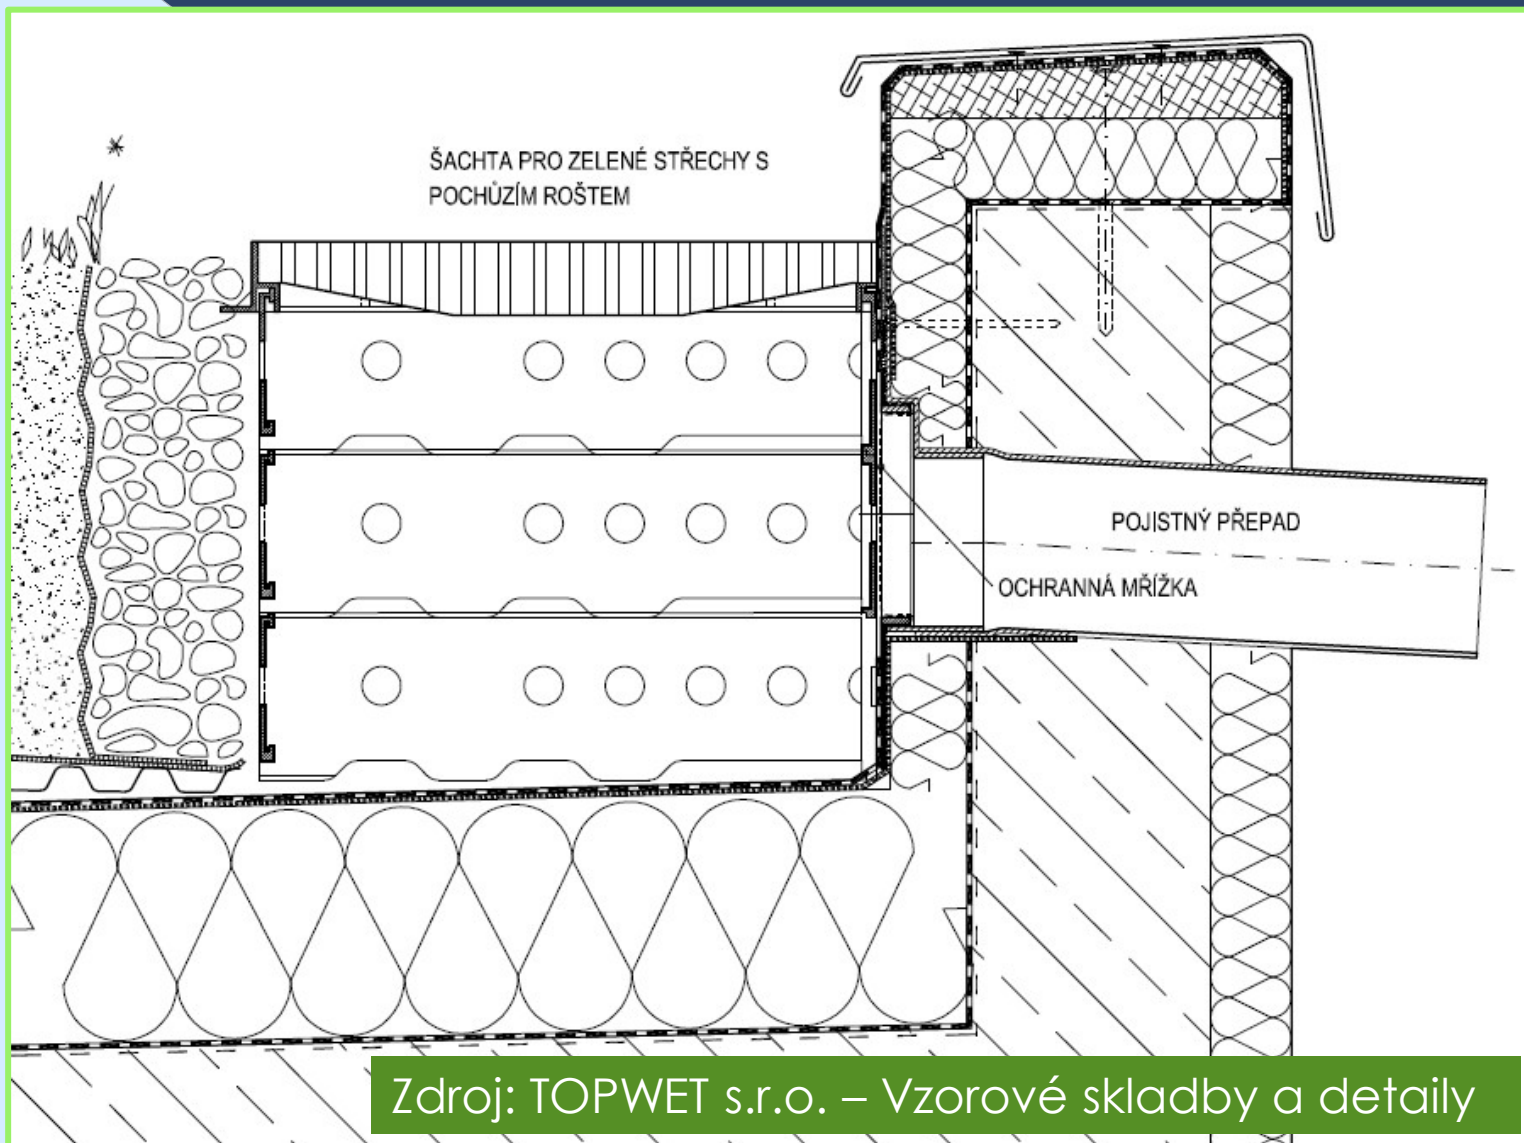 ŠACHTA PRO ZELENÉ STŘECHY S
POCHŮZÍM ROŠTEM
POJISTNÝ PŘEPAD
OCHRANNÁ MŘÍŽKA
Zdroj: TOPWET s.r.o. – Vzorové skladby a detaily